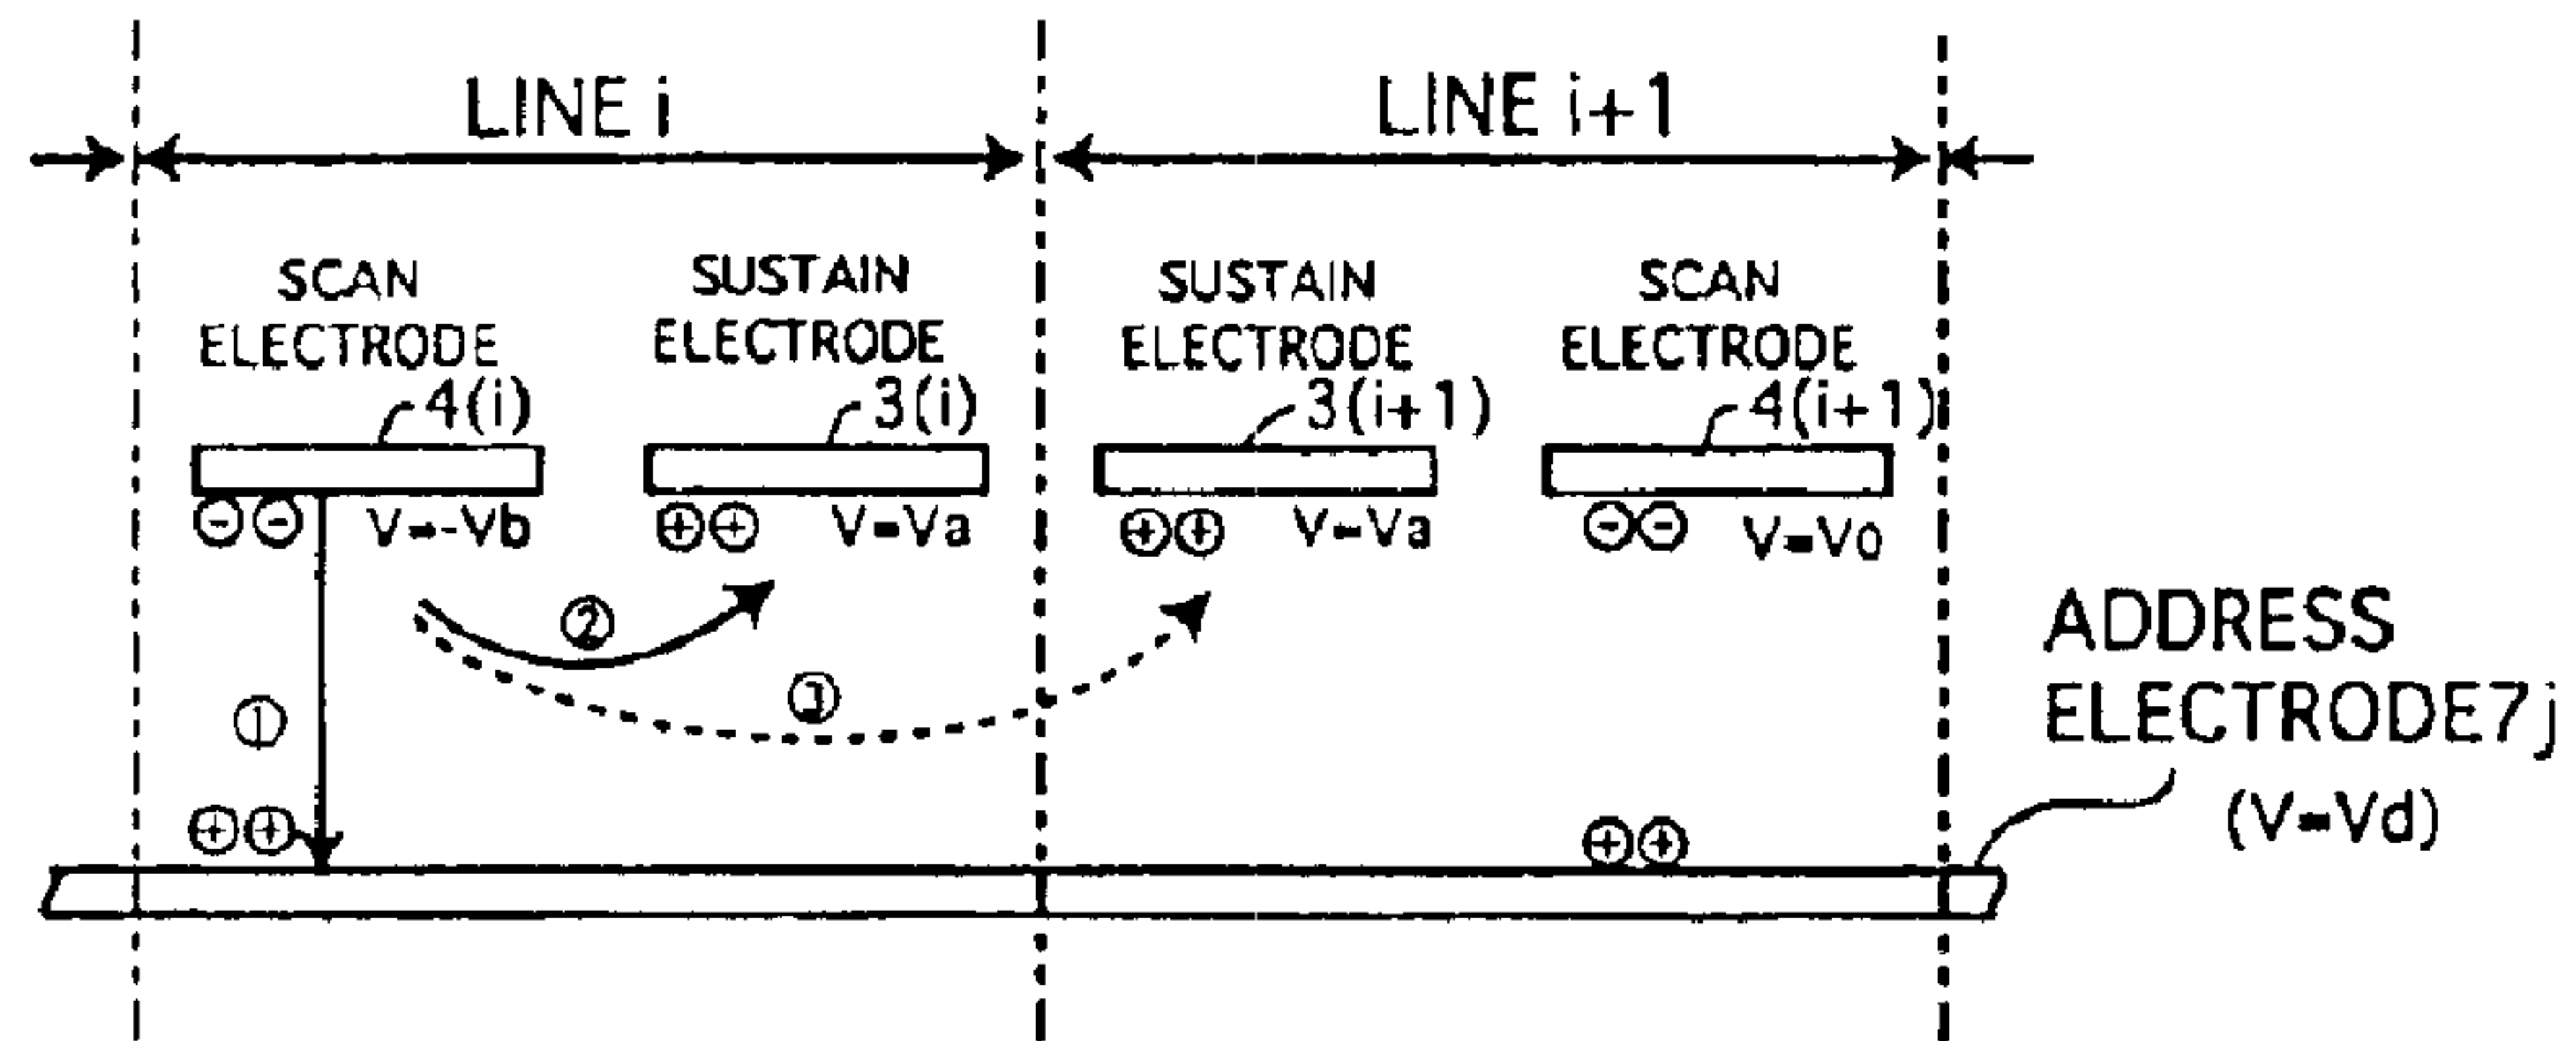 LINE i
LINE i+1
SCAN
ELECTRODE
4(i)
SUSTAIN
ELECTRODE
3(i)
SUSTAIN
ELECTRODE
3(i+1)
SCAN
ELECTRODE
4(i+1)
⊖⊖ V=-Vb
⊕⊕ V=Va
⊕⊕ V=Va
⊖⊖ V=Vo
②
③
①
ADDRESS
ELECTRODE7j
(V=Vd)
⊕⊕
⊕⊕